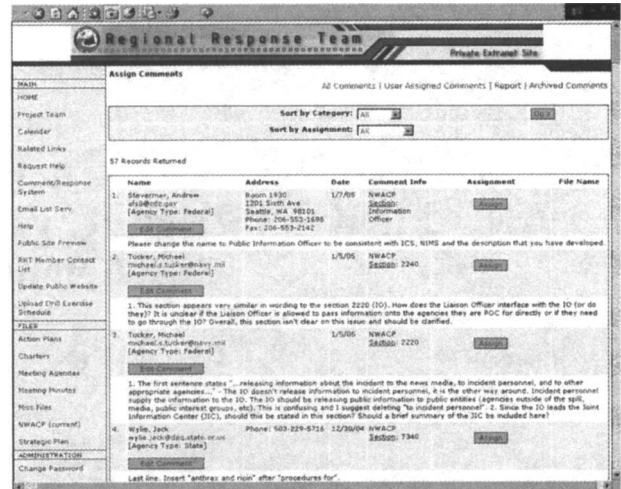 Regional Response Team
Private Extranet Site
Assign Comments
All Comments | User Assigned Comments | Report | Archived Comments
MAIN
HOME
Project Team
Calendar
Related Links
Request Help
Comment/Response System
Email List Serv.
Help
Public Site Preview
RRT Member Contact List
Update Public Website
Upload Drill Exercise Schedule
FILES
Action Plans
Charters
Meeting Agendas
Meeting Minutes
Misc Files
NWACP (current)
Strategic Plan
ADMINISTRATION
Change Password
Sort by Category: All
Sort by Assignment: All
57 Records Returned
Name Address Date Comment Info Assignment File Name
1. Stevermer, Andrew Room 1930 1/7/05 NWACP Assign
afs0@cdc.gov 1201 Sixth Ave Section:
[Agency Type: Federal] Seattle, WA 98101 Information
Phone: 206-553-1698 Officer
Edit Comment Fax: 206-553-2142
Please change the name to Public Information Officer to be consistent with ICS, NIMS and the description that you have developed.
2. Tucker, Michael 1/5/05 NWACP Assign
michael.s.tucker@navy.mil Section: 2240
[Agency Type: Federal]
Edit Comment
1. This section appears very similar in wording to the section 2220 (IO). How does the Liaison Officer interface with the IO (or do
they)? It is unclear if the Liaison Officer is allowed to pass information onto the agencies they are POC for directly or if they need
to go through the IO? Overall, this section isn't clear on this issue and should be clarified.
3. Tucker, Michael 1/5/05 NWACP Assign
michael.s.tucker@navy.mil Section: 2220
[Agency Type: Federal]
Edit Comment
1. The first sentence states "...releasing information about the incident to the news media, to incident personnel, and to other
appropriate agencies...," - The IO doesn't release information to incident personnel, it is the other way around. Incident personnel
supply the information to the IO. The IO should be releasing public information to public entities (agencies outside of the spill,
media, public interest groups, etc). This is confusing and I suggest deleting "to incident personnel". 2. Since the IO leads the Joint
Information Center (JIC), should this be stated in this section? Should a brief summary of the JIC be included here?
4. Wylie, Jack Phone: 503-229-5716 12/30/04 NWACP Assign
wylie.jack@deq.state.or.us Section: 7340
[Agency Type: State]
Edit Comment
Last line. Insert "anthrax and ricin" after "procedures for".